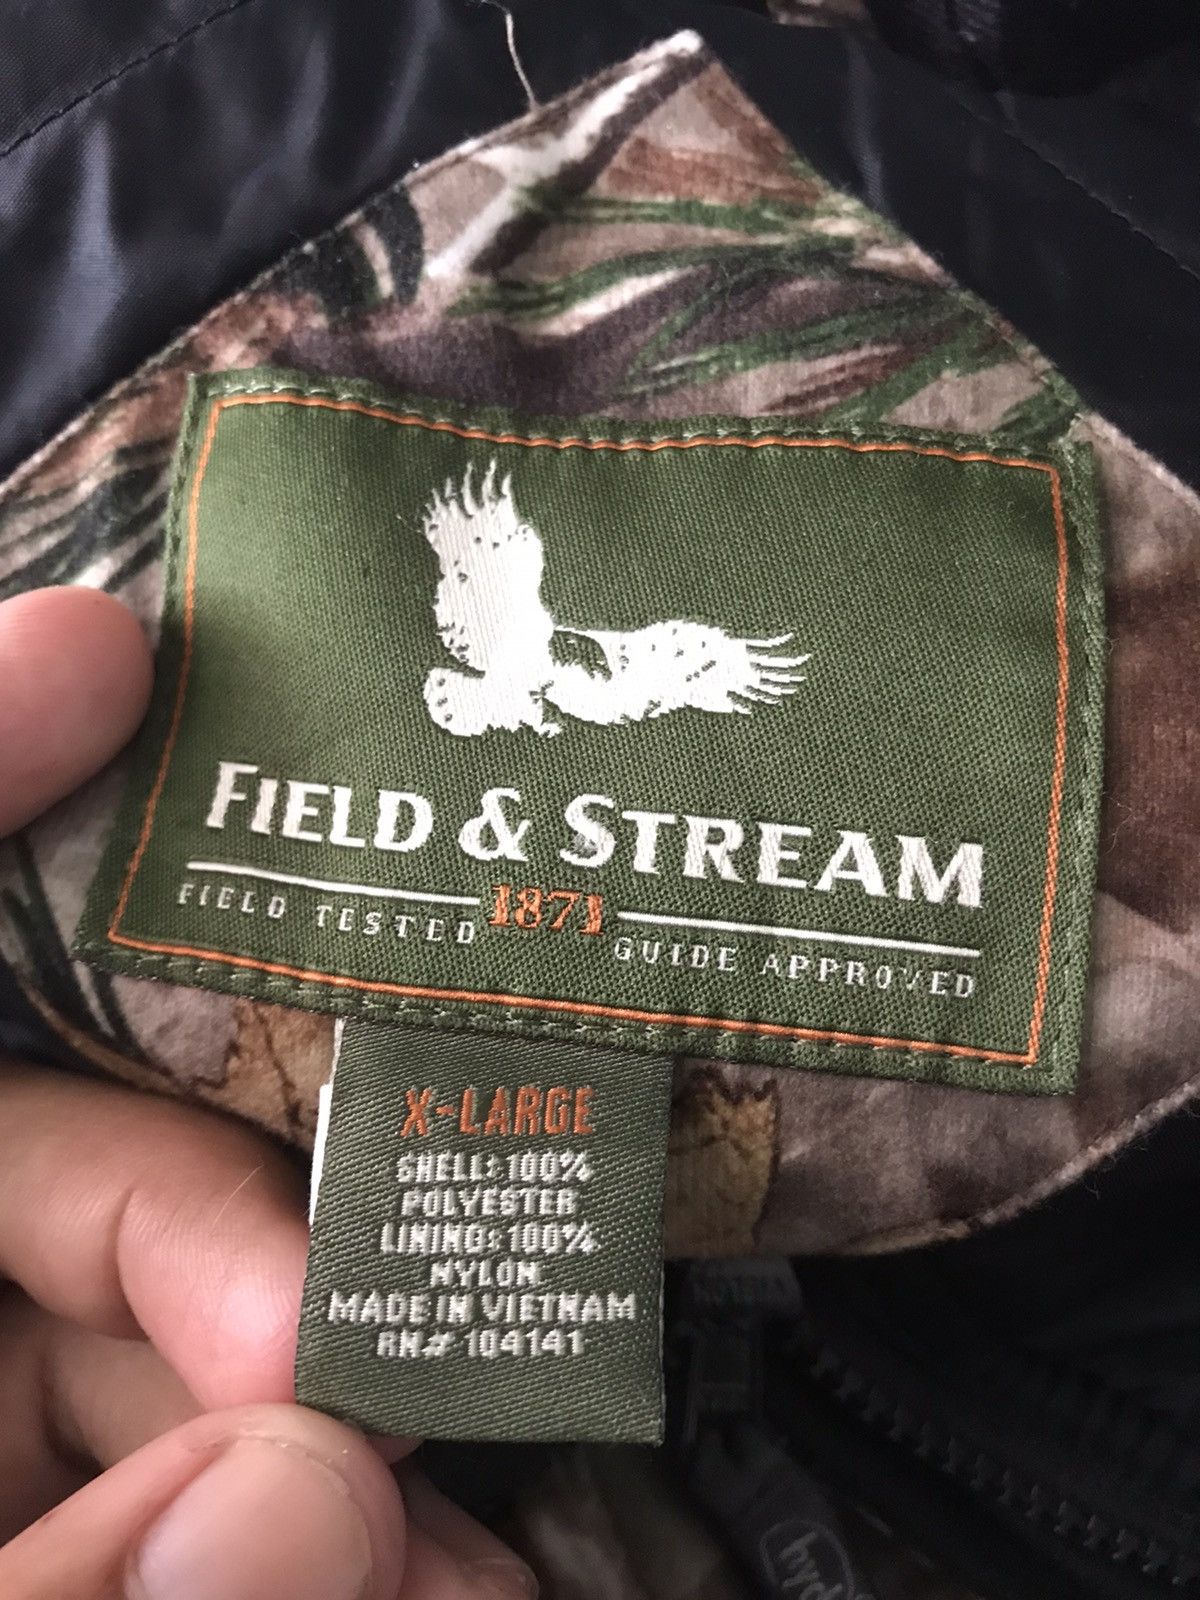 FIELD & STREAM
FIELD TESTED 1871 GUIDE APPROVED
X-LARGE
SHELL: 100%
POLYESTER
LINING: 100%
NYLON
MADE IN VIETNAM
RN# 104141
hyd